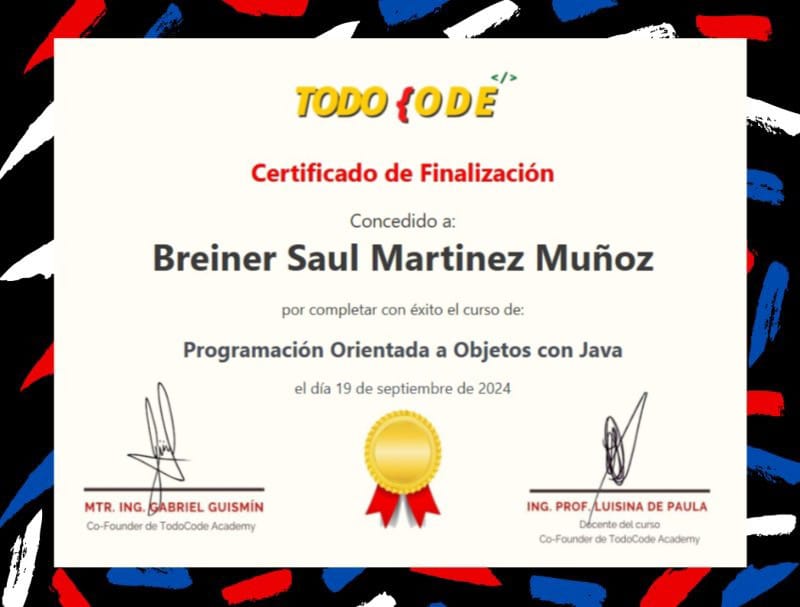 TODO {ODE </>
Certificado de Finalización
Concedido a:
Breiner Saul Martinez Muñoz
por completar con éxito el curso de:
Programación Orientada a Objetos con Java
el día 19 de septiembre de 2024
MTR. ING. GABRIEL GUISMÍN
Co-Founder de TodoCode Academy
ING. PROF. LUISINA DE PAULA
Docente del curso
Co-Founder de TodoCode Academy